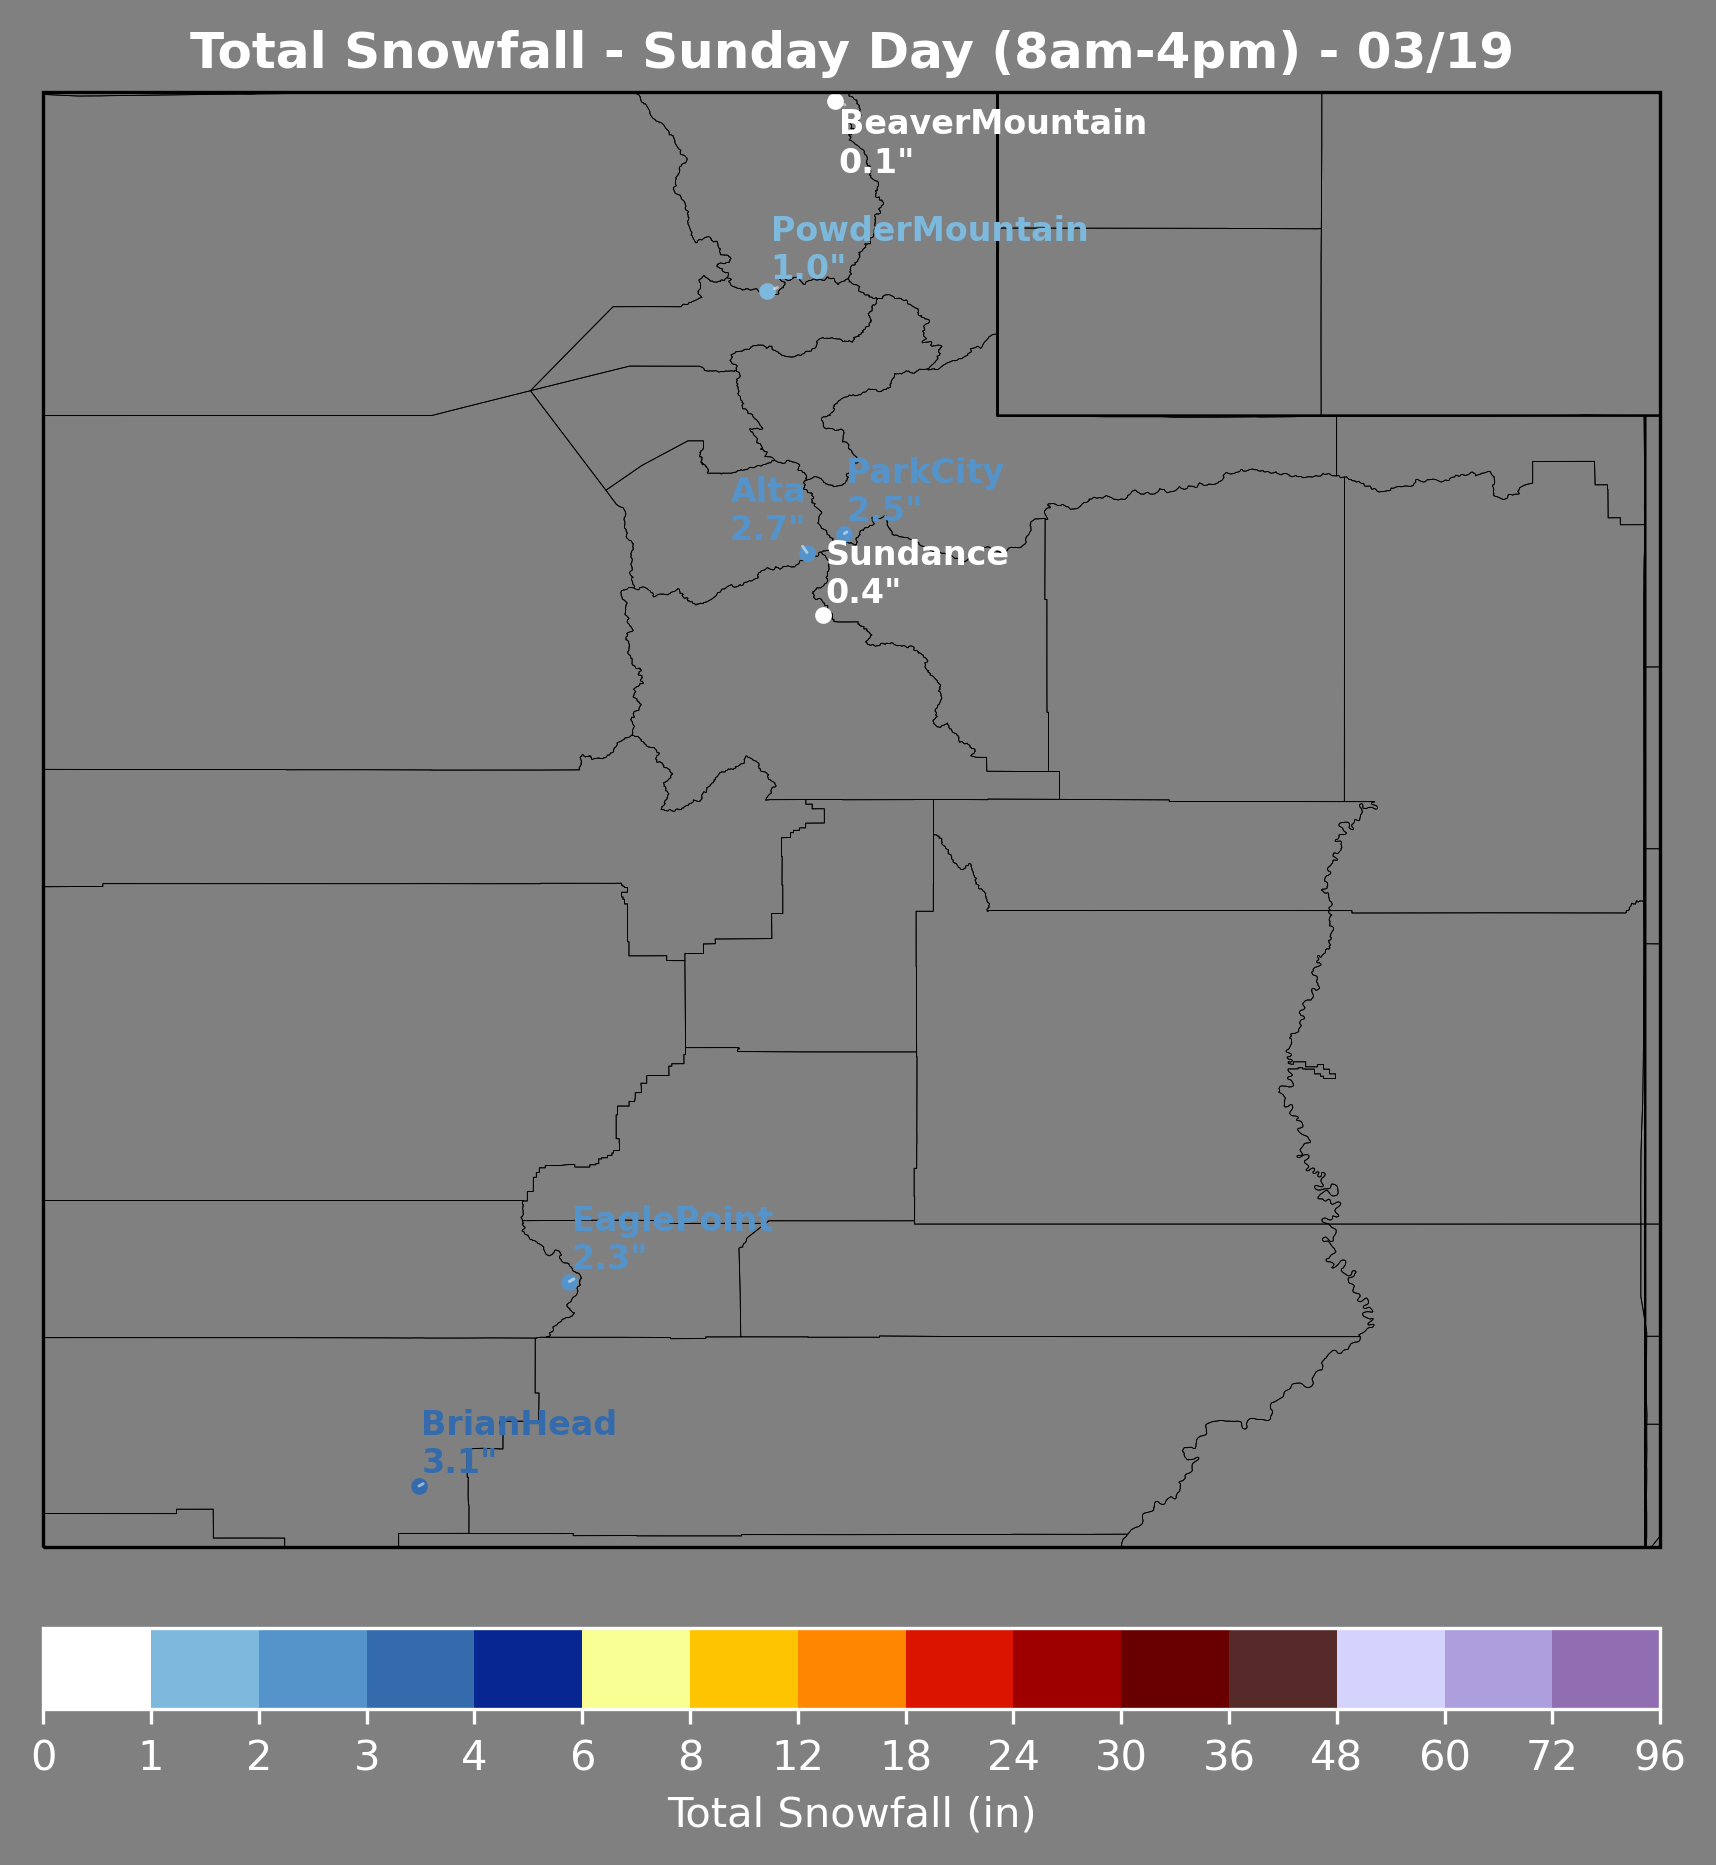 Total Snowfall - Sunday Day (8am-4pm) - 03/19
BeaverMountain
0.1"
PowderMountain
1.0"
ParkCity
2.5"
Alta
2.7"
Sundance
0.4"
EaglePoint
2.3"
BrianHead
3.1"
0 1 2 3 4 6 8 12 18 24 30 36 48 60 72 96
Total Snowfall (in)